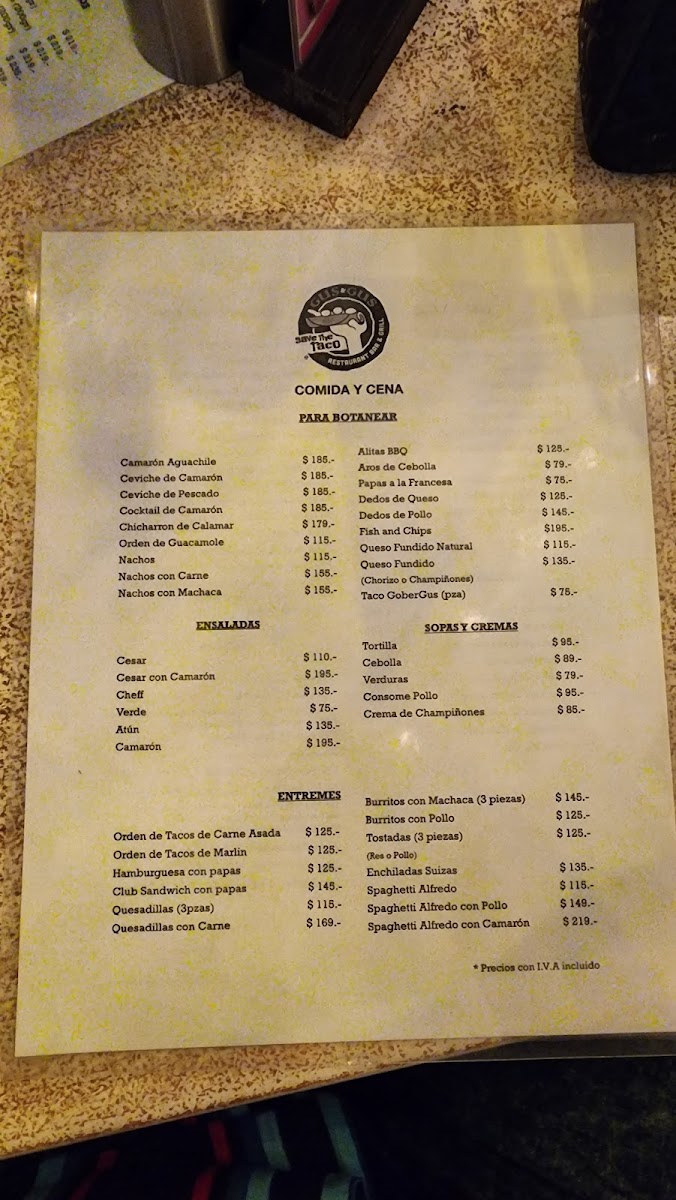 GUS GUS
Save The
Taco
RESTAURANT BAR & GRILL
COMIDA Y CENA
PARA BOTANEAR
Camarón Aguachile $ 185.-
Ceviche de Camarón $ 185.-
Ceviche de Pescado $ 185.-
Cocktail de Camarón $ 185.-
Chicharron de Calamar $ 179.-
Orden de Guacamole $ 115.-
Nachos $ 115.-
Nachos con Carne $ 155.-
Nachos con Machaca $ 155.-
Alitas BBQ $ 125.-
Aros de Cebolla $ 79.-
Papas a la Francesa $ 75.-
Dedos de Queso $ 125.-
Dedos de Pollo $ 145.-
Fish and Chips $195.-
Queso Fundido Natural $ 115.-
Queso Fundido $ 135.-
(Chorizo o Champiñones)
Taco GoberGus (pza) $ 75.-
ENSALADAS
Cesar $ 110.-
Cesar con Camarón $ 195.-
Cheff $ 135.-
Verde $ 75.-
Atún $ 135.-
Camarón $ 195.-
SOPAS Y CREMAS
Tortilla $ 95.-
Cebolla $ 89.-
Verduras $ 79.-
Consome Pollo $ 95.-
Crema de Champiñones $ 85.-
ENTREMES
Orden de Tacos de Carne Asada $ 125.-
Orden de Tacos de Marlin $ 125.-
Hamburguesa con papas $ 125.-
Club Sandwich con papas $ 145.-
Quesadillas (3pzas) $ 115.-
Quesadillas con Carne $ 169.-
Burritos con Machaca (3 piezas) $ 145.-
Burritos con Pollo $ 125.-
Tostadas (3 piezas) $ 125.-
(Res o Pollo)
Enchiladas Suizas $ 135.-
Spaghetti Alfredo $ 115.-
Spaghetti Alfredo con Pollo $ 149.-
Spaghetti Alfredo con Camarón $ 219.-
* Precios con I.V.A incluido